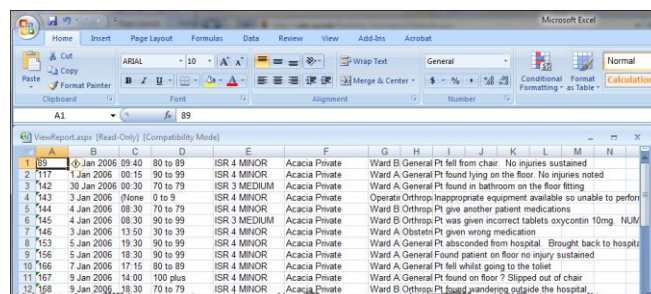 Microsoft Excel
Home Insert Page Layout Formulas Data Review View Add-Ins Acrobat
Cut
Copy
Paste
Format Painter
Clipboard
ARIAL 10 A A
B I U A
Font
Wrap Text
Merge & Center
Alignment
General
$ % , .0 .00 .00 .0
Number
Conditional Formatting
Format as Table
Normal
Calculation
A1 fx 89
ViewReport.aspx [Read-Only] [Compatibility Mode]
A B C D E F G H I J K L M N
1 89 Jan 2006 09:40 80 to 89 ISR 4 MINOR Acacia Private Ward B General Pt fell from chair. No injuries sustained
2 117 1 Jan 2006 00:15 90 to 99 ISR 4 MINOR Acacia Private Ward A General Pt found lying on the floor. No injuries noted
3 142 30 Jan 2006 00:30 70 to 79 ISR 3 MEDIUM Acacia Private Ward A General Pt found in bathroom on the floor fitting
4 143 3 Jan 2006 (None 0 to 9 ISR 4 MINOR Acacia Private Operatir Orthropa Inappropriate equipment available so unable to perforr
5 144 4 Jan 2006 08:30 70 to 79 ISR 4 MINOR Acacia Private Ward B Orthropa Pt give another patient medications
6 145 4 Jan 2006 08:30 90 to 99 ISR 3 MEDIUM Acacia Private Ward B Orthropa Pt was given incorrect tablets oxycontin 10mg. NUM
7 146 3 Jan 2006 13:50 30 to 39 ISR 4 MINOR Acacia Private Ward A Obstetri Pt given wrong medication
8 153 5 Jan 2006 19:30 90 to 99 ISR 4 MINOR Acacia Private Ward A General Pt absconded from hospital. Brought back to hospita
9 156 5 Jan 2006 18:30 90 to 99 ISR 4 MINOR Acacia Private Ward A General Found patient on floor no injury sustained
10 166 7 Jan 2006 17:15 80 to 89 ISR 4 MINOR Acacia Private Ward A General Pt fell whilst going to the toliet
11 167 7 Jan 2006 14:00 100 plus ISR 4 MINOR Acacia Private Ward A General Pt found on floor ? Slipped out of chair
12 168 9 Jan 2006 18:30 70 to 79 ISR 4 MINOR Acacia Private Ward B Orthropa Pt found wandering outside the hospital